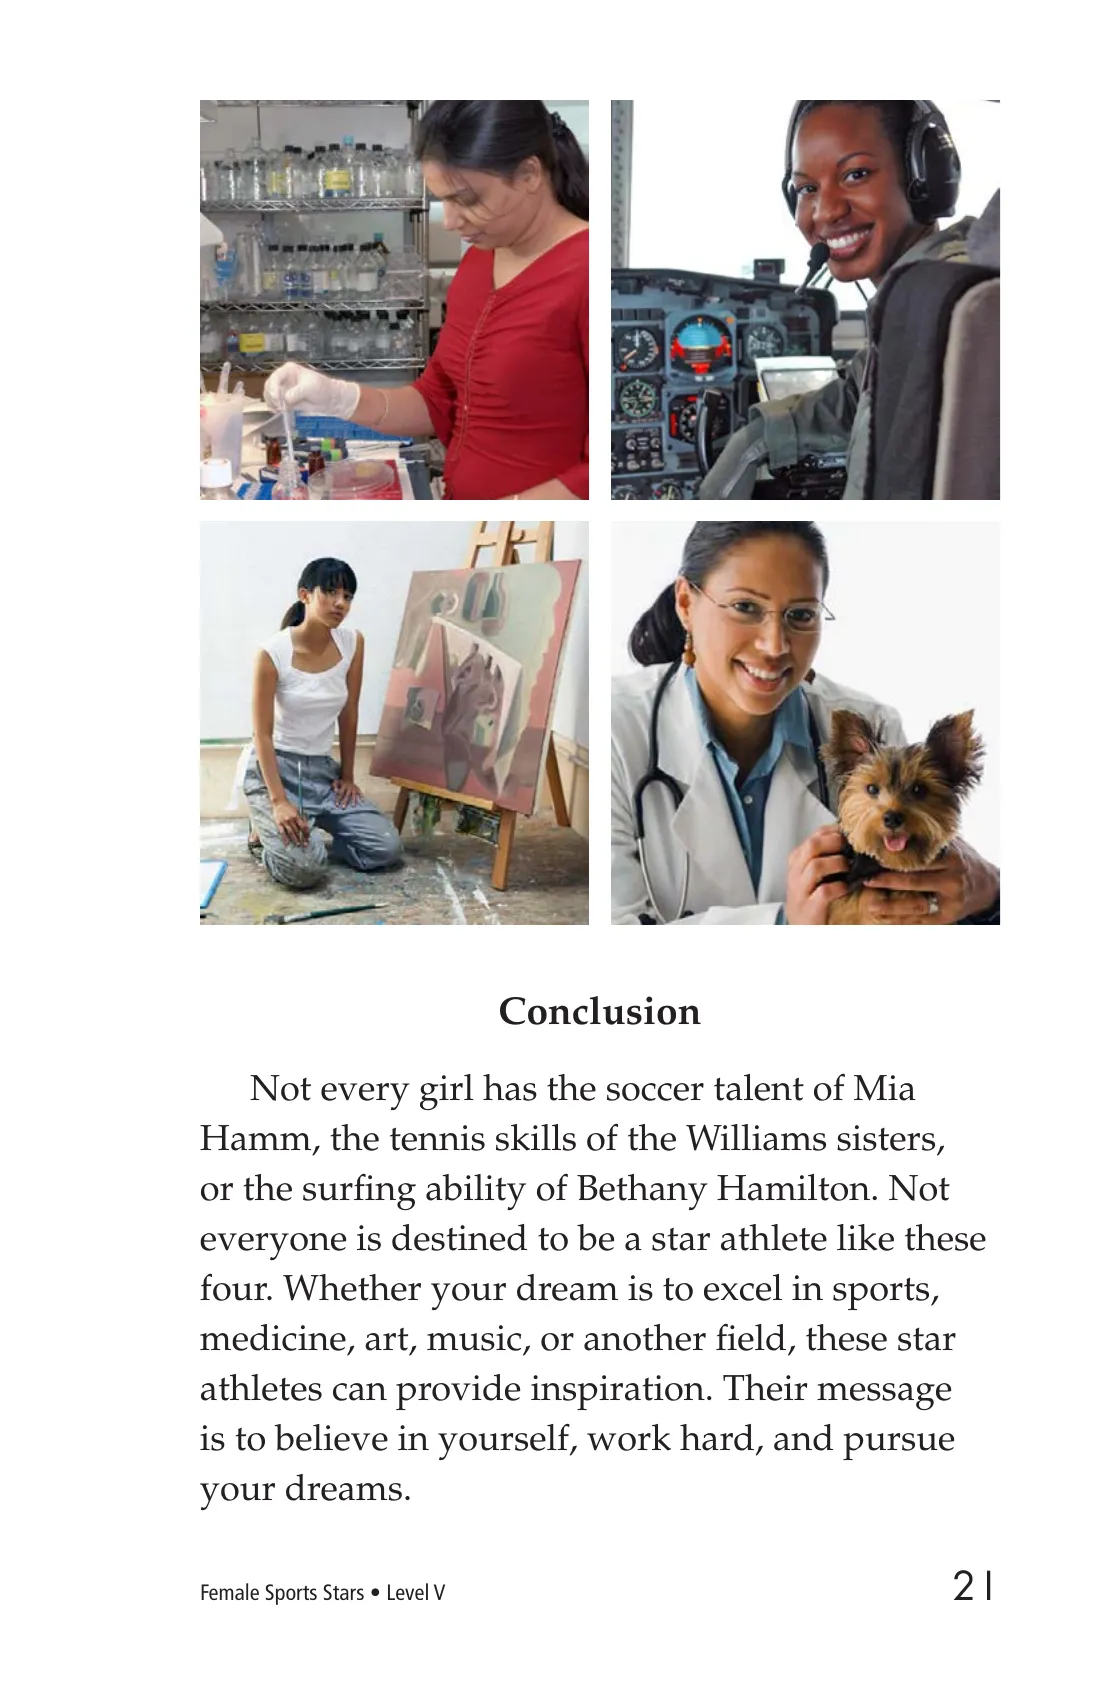 Conclusion
Not every girl has the soccer talent of Mia
Hamm, the tennis skills of the Williams sisters,
or the surfing ability of Bethany Hamilton. Not
everyone is destined to be a star athlete like these
four. Whether your dream is to excel in sports,
medicine, art, music, or another field, these star
athletes can provide inspiration. Their message
is to believe in yourself, work hard, and pursue
your dreams.
Female Sports Stars • Level V
21